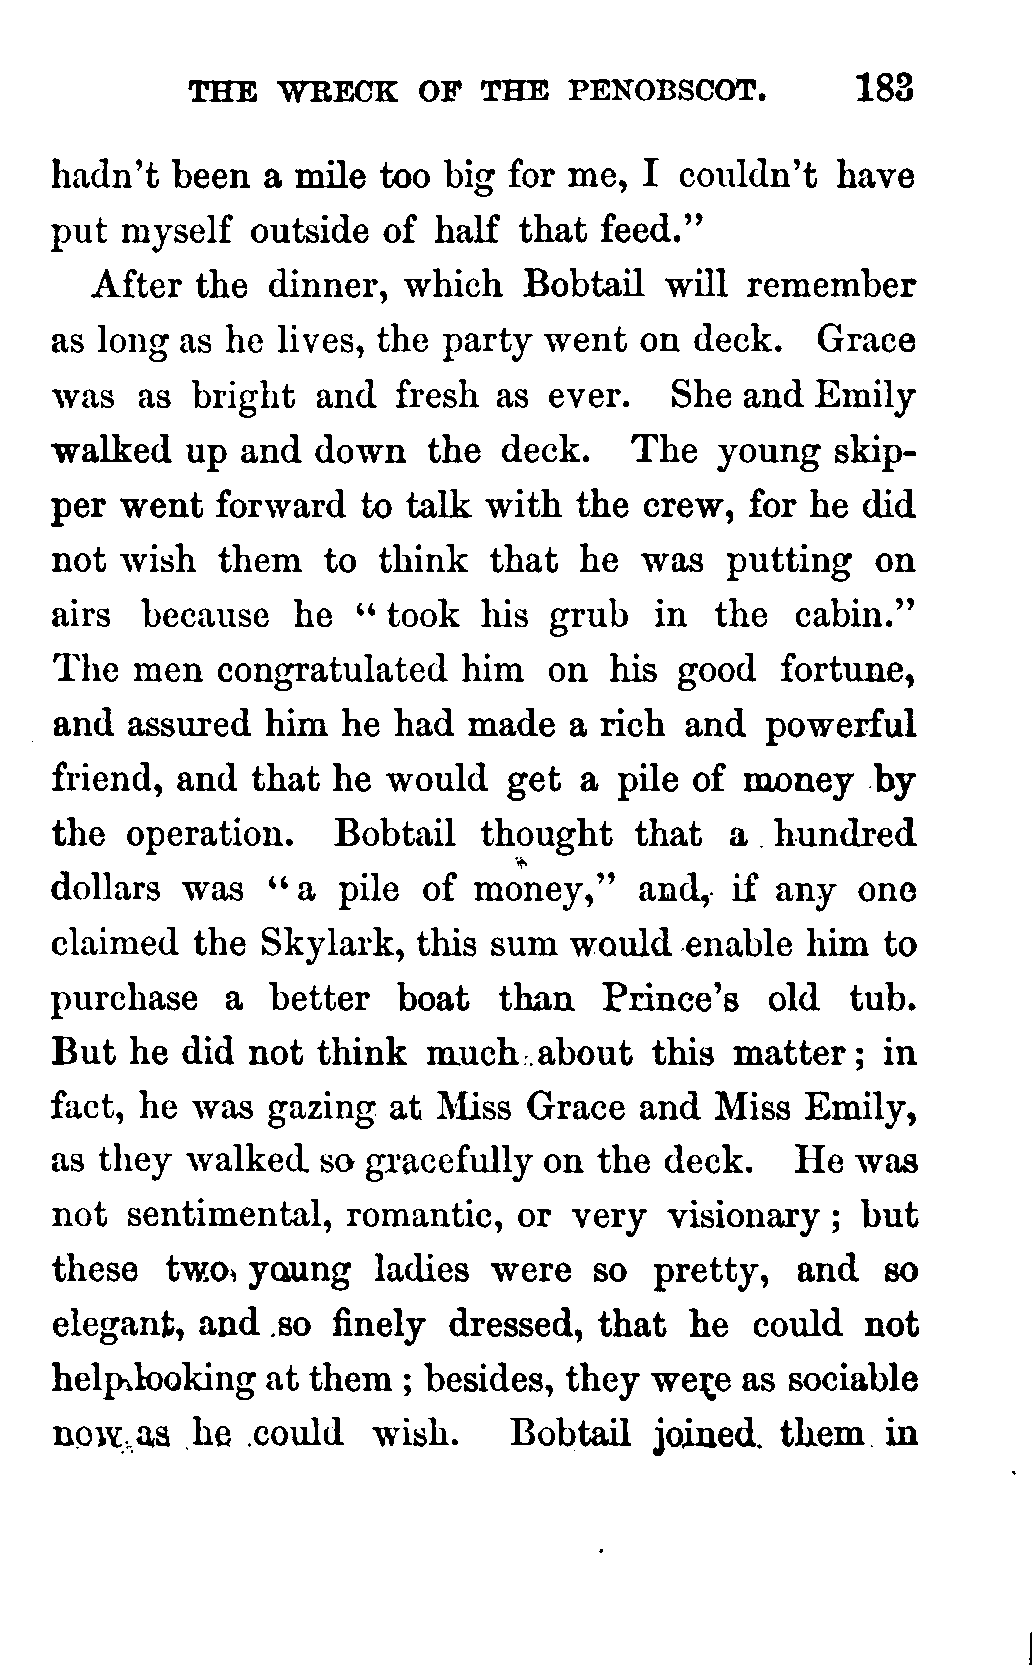 THE WRECK OF THE PENOBSCOT. 183
hadn't been a mile too big for me, I couldn't have
put myself outside of half that feed."
After the dinner, which Bobtail will remember
as long as he lives, the party went on deck. Grace
was as bright and fresh as ever. She and Emily
walked up and down the deck. The young skip-
per went forward to talk with the crew, for he did
not wish them to think that he was putting on
airs because he "took his grub in the cabin."
The men congratulated him on his good fortune,
and assured him he had made a rich and powerful
friend, and that he would get a pile of money by
the operation. Bobtail thought that a hundred
dollars was "a pile of money," and, if any one
claimed the Skylark, this sum would enable him to
purchase a better boat than Prince's old tub.
But he did not think much about this matter; in
fact, he was gazing at Miss Grace and Miss Emily,
as they walked so gracefully on the deck. He was
not sentimental, romantic, or very visionary; but
these two young ladies were so pretty, and so
elegant, and so finely dressed, that he could not
help looking at them; besides, they were as sociable
now as he could wish. Bobtail joined them in